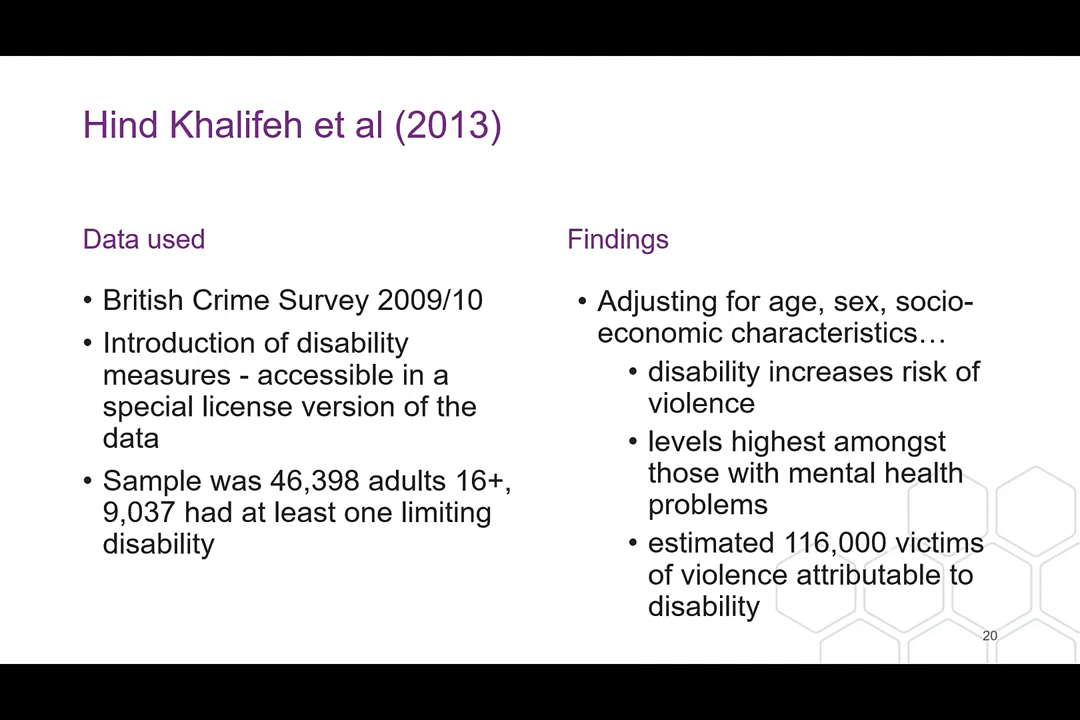 Hind Khalifeh et al (2013)
Data used
• British Crime Survey 2009/10
• Introduction of disability
measures - accessible in a
special license version of the
data
• Sample was 46,398 adults 16+,
9,037 had at least one limiting
disability
Findings
• Adjusting for age, sex, socio-
economic characteristics…
• disability increases risk of
violence
• levels highest amongst
those with mental health
problems
• estimated 116,000 victims
of violence attributable to
disability
20